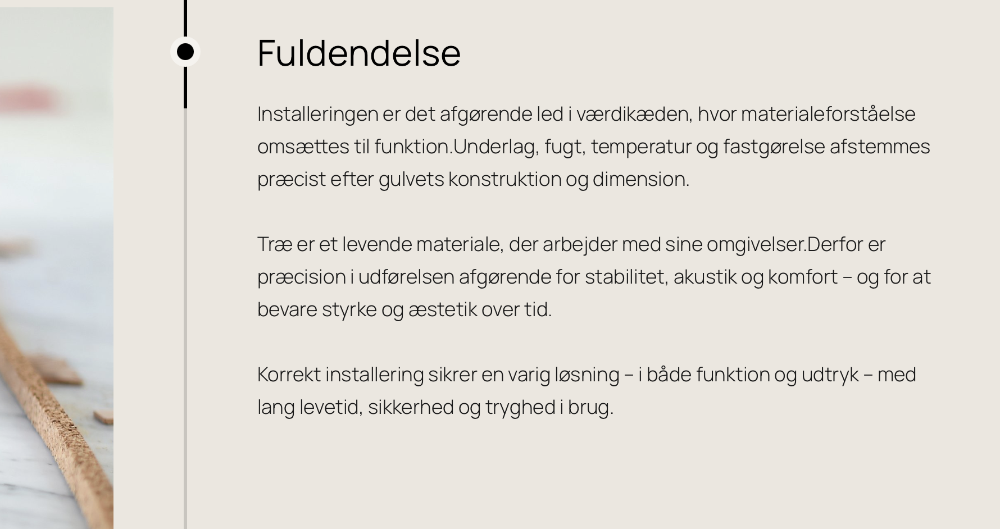 Fuldendelse
Installeringen er det afgørende led i værdikæden, hvor materialeforståelse
omsættes til funktion.Underlag, fugt, temperatur og fastgørelse afstemmes
præcist efter gulvets konstruktion og dimension.
Træ er et levende materiale, der arbejder med sine omgivelser.Derfor er
præcision i udførelsen afgørende for stabilitet, akustik og komfort – og for at
bevare styrke og æstetik over tid.
Korrekt installering sikrer en varig løsning – i både funktion og udtryk – med
lang levetid, sikkerhed og tryghed i brug.